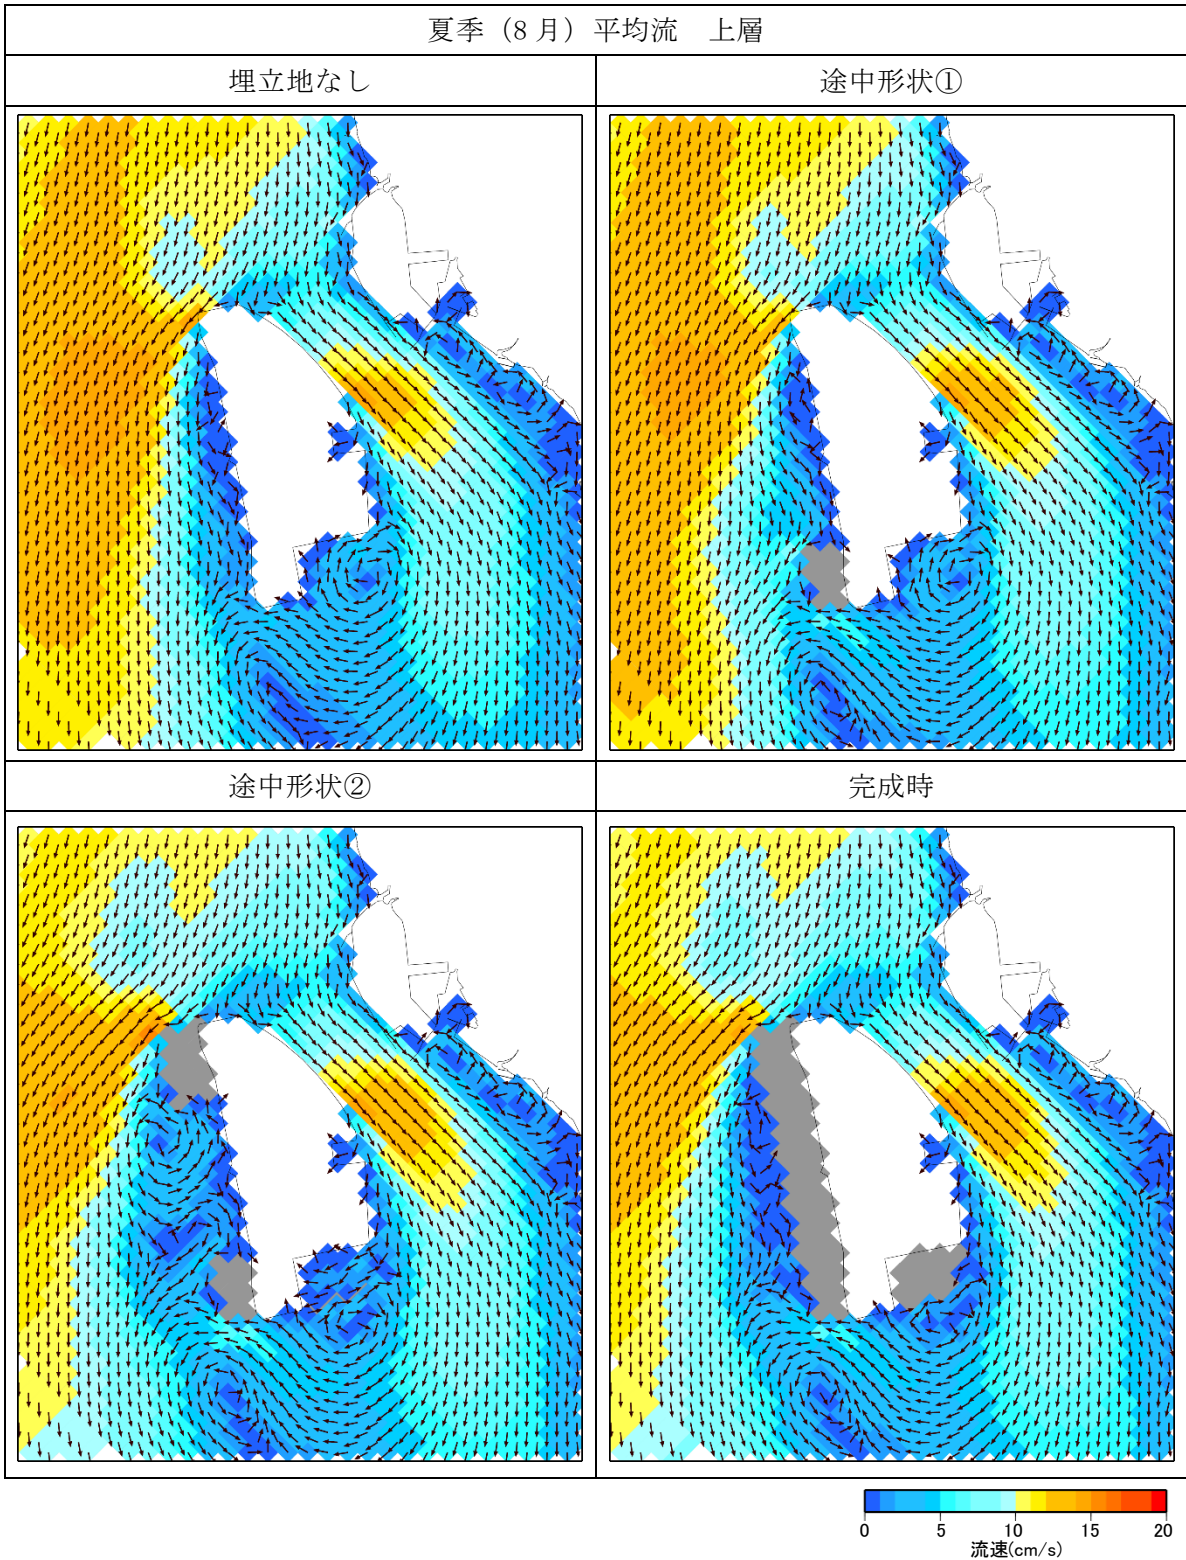 夏季（8月）平均流　上層
埋立地なし
途中形状①
途中形状②
完成時
0 5 10 15 20
流速(cm/s)